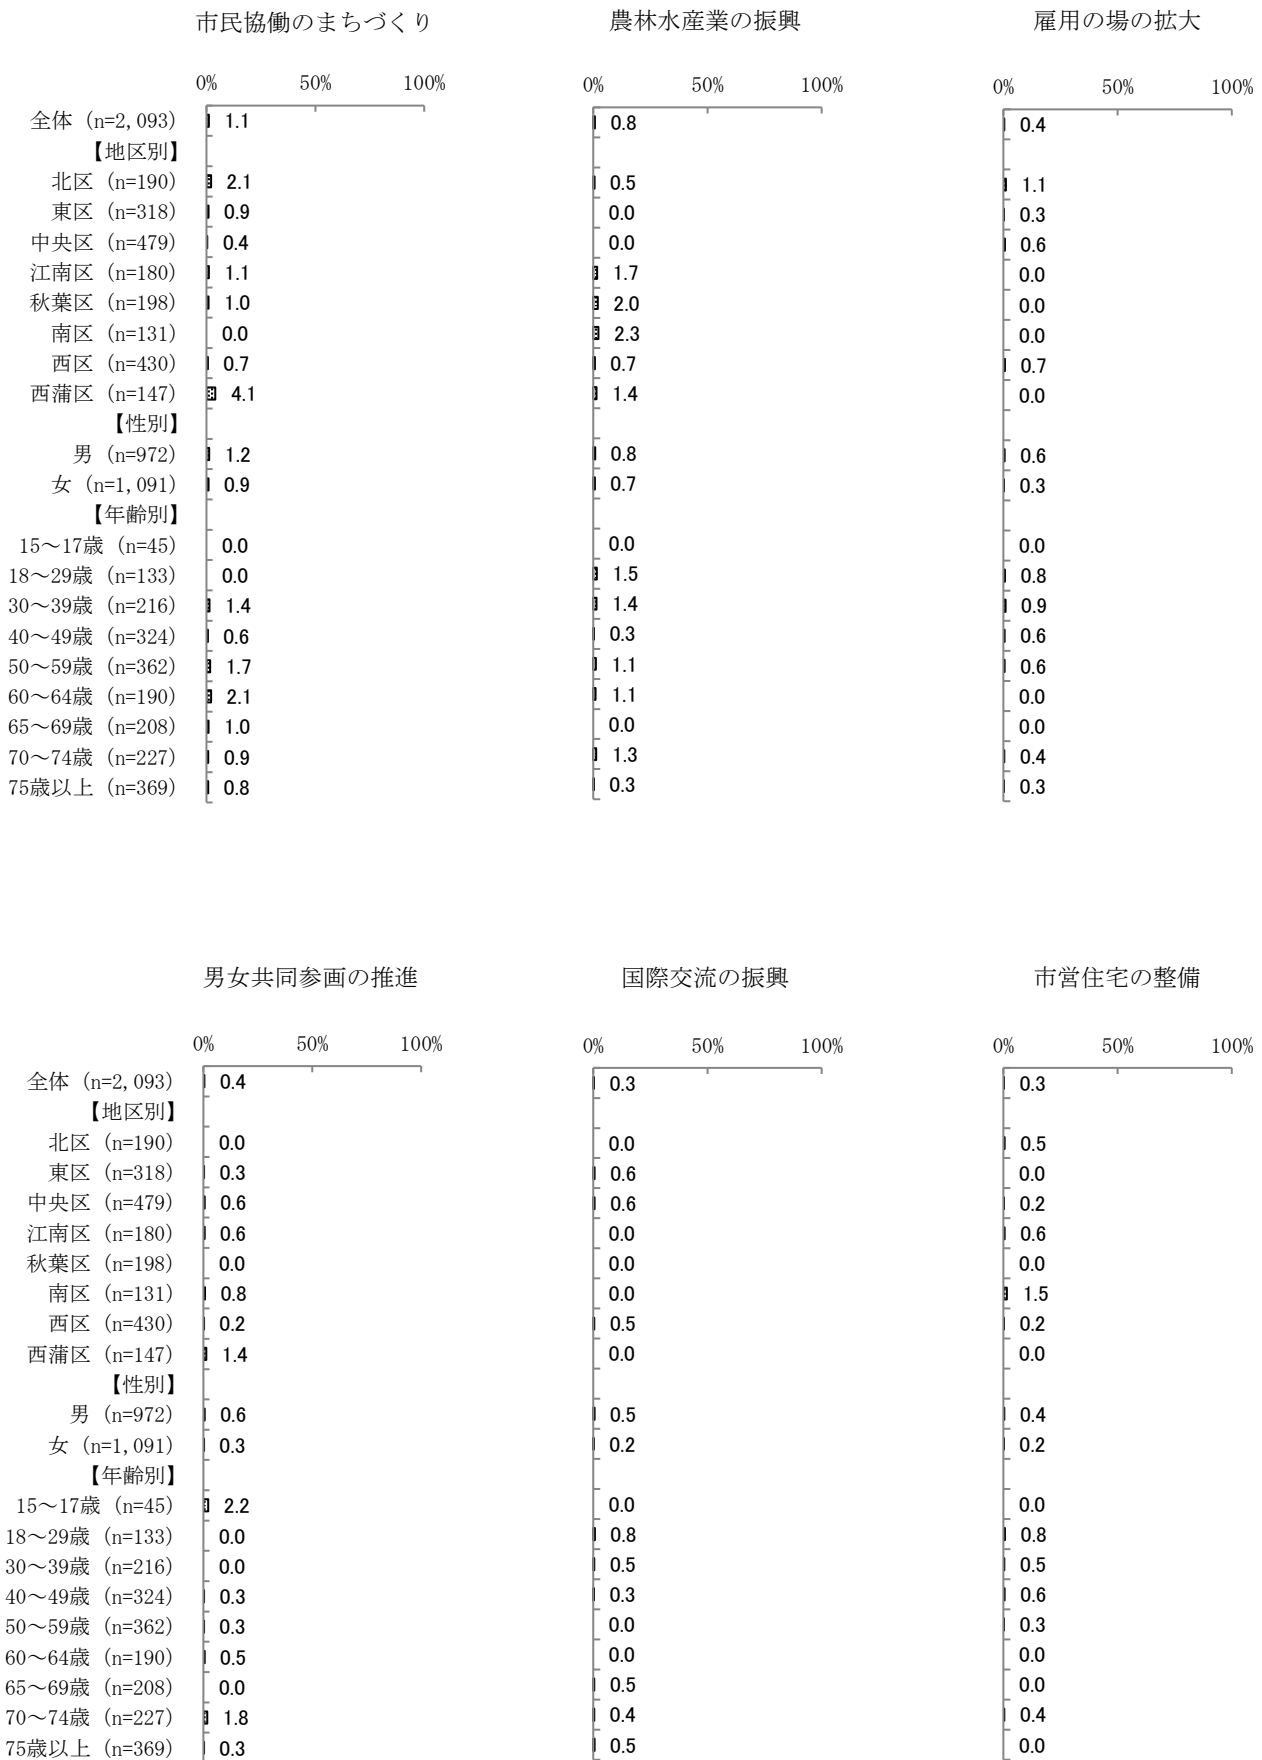 市民協働のまちづくり 農林水産業の振興 雇用の場の拡大
0% 50% 100% 0% 50% 100% 0% 50% 100%
全体 (n=2,093) 1.1 0.8 0.4
【地区別】
北区 (n=190) 2.1 0.5 1.1
東区 (n=318) 0.9 0.0 0.3
中央区 (n=479) 0.4 0.0 0.6
江南区 (n=180) 1.1 1.7 0.0
秋葉区 (n=198) 1.0 2.0 0.0
南区 (n=131) 0.0 2.3 0.0
西区 (n=430) 0.7 0.7 0.7
西蒲区 (n=147) 4.1 1.4 0.0
【性別】
男 (n=972) 1.2 0.8 0.6
女 (n=1,091) 0.9 0.7 0.3
【年齢別】
15～17歳 (n=45) 0.0 0.0 0.0
18～29歳 (n=133) 0.0 1.5 0.8
30～39歳 (n=216) 1.4 1.4 0.9
40～49歳 (n=324) 0.6 0.3 0.6
50～59歳 (n=362) 1.7 1.1 0.6
60～64歳 (n=190) 2.1 1.1 0.0
65～69歳 (n=208) 1.0 0.0 0.0
70～74歳 (n=227) 0.9 1.3 0.4
75歳以上 (n=369) 0.8 0.3 0.3
男女共同参画の推進 国際交流の振興 市営住宅の整備
0% 50% 100% 0% 50% 100% 0% 50% 100%
全体 (n=2,093) 0.4 0.3 0.3
【地区別】
北区 (n=190) 0.0 0.0 0.5
東区 (n=318) 0.3 0.6 0.0
中央区 (n=479) 0.6 0.6 0.2
江南区 (n=180) 0.6 0.0 0.6
秋葉区 (n=198) 0.0 0.0 0.0
南区 (n=131) 0.8 0.0 1.5
西区 (n=430) 0.2 0.5 0.2
西蒲区 (n=147) 1.4 0.0 0.0
【性別】
男 (n=972) 0.6 0.5 0.4
女 (n=1,091) 0.3 0.2 0.2
【年齢別】
15～17歳 (n=45) 2.2 0.0 0.0
18～29歳 (n=133) 0.0 0.8 0.8
30～39歳 (n=216) 0.0 0.5 0.5
40～49歳 (n=324) 0.3 0.3 0.6
50～59歳 (n=362) 0.3 0.0 0.3
60～64歳 (n=190) 0.5 0.0 0.0
65～69歳 (n=208) 0.0 0.5 0.0
70～74歳 (n=227) 1.8 0.4 0.4
75歳以上 (n=369) 0.3 0.5 0.0